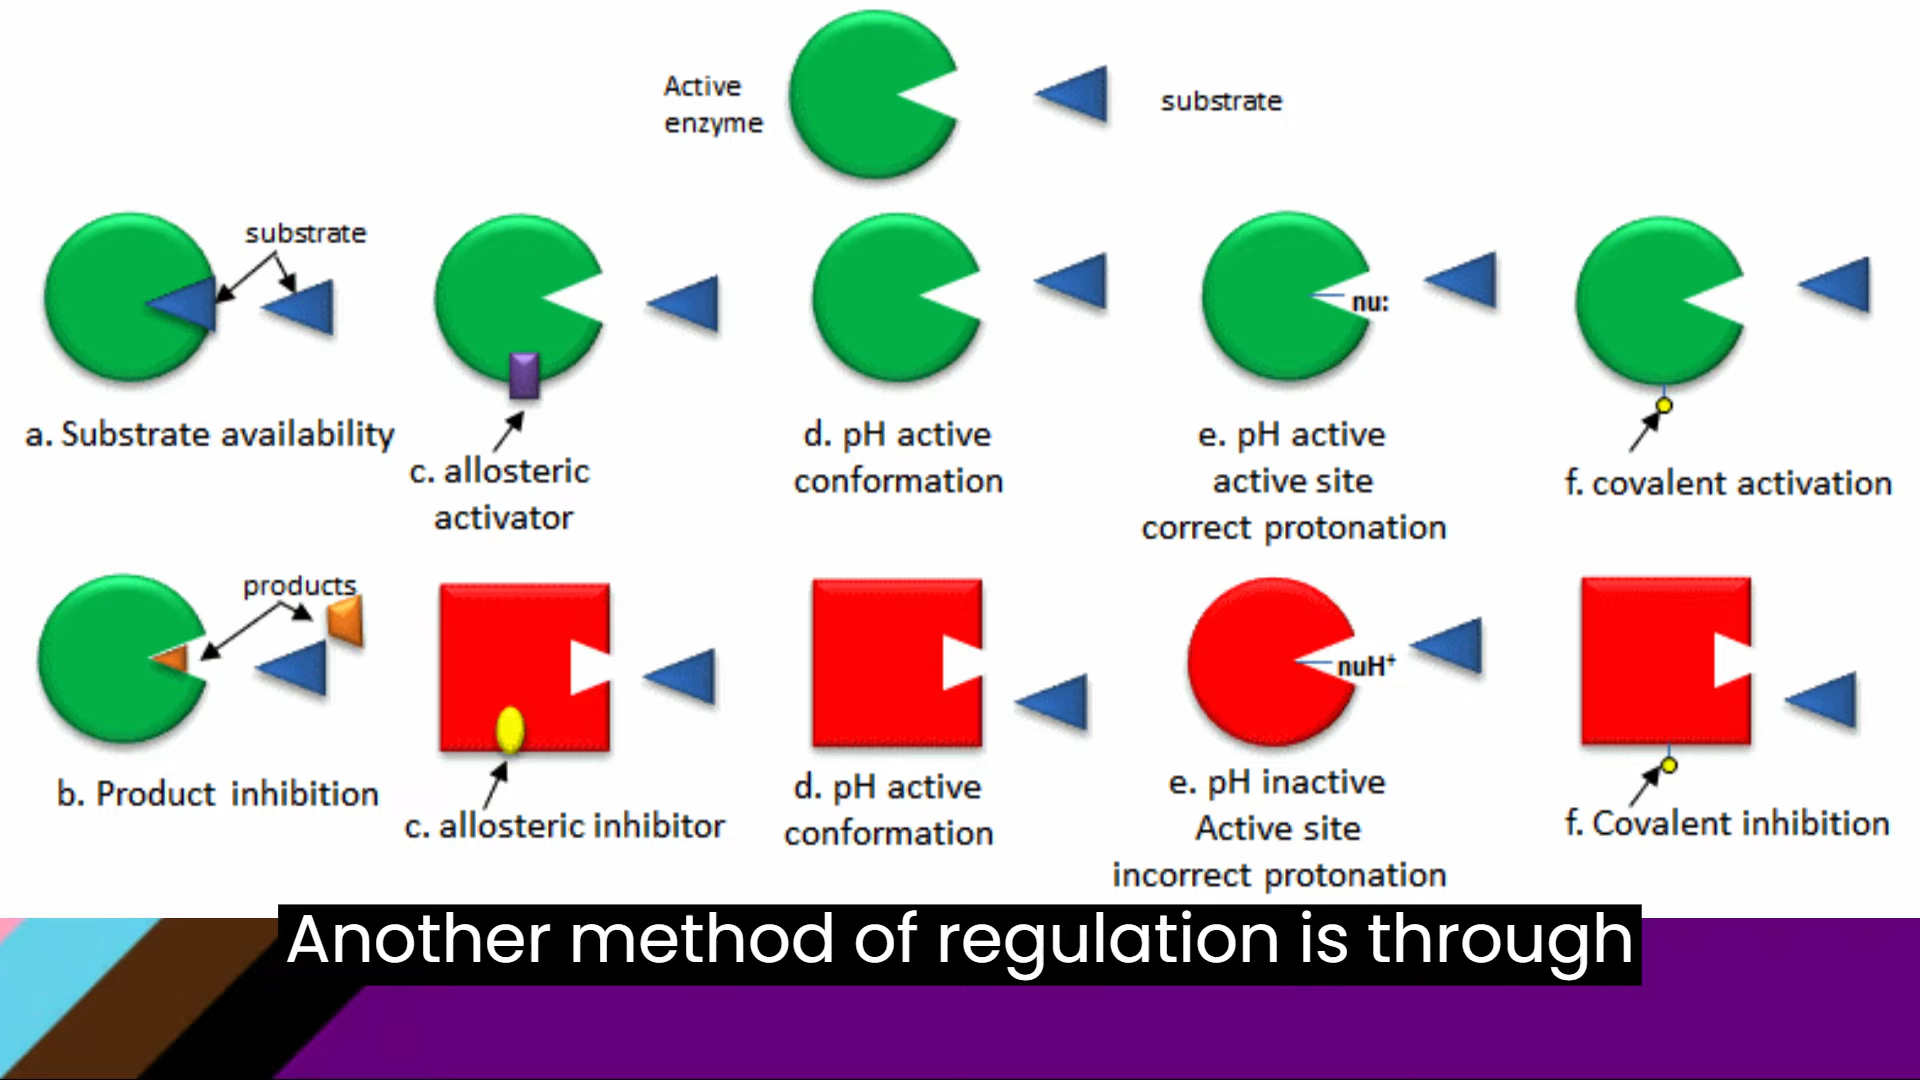 Active
enzyme
substrate
substrate
nu:
a. Substrate availability
c. allosteric
activator
d. pH active
conformation
e. pH active
active site
correct protonation
f. covalent activation
products
nuH⁺
b. Product inhibition
c. allosteric inhibitor
d. pH active
conformation
e. pH inactive
Active site
incorrect protonation
f. Covalent inhibition
Another method of regulation is through